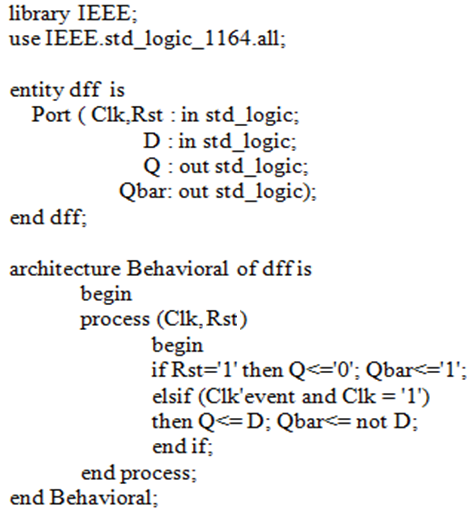 library IEEE;
use IEEE.std_logic_1164.all;
entity dff is
Port ( Clk,Rst : in std_logic;
D : in std_logic;
Q : out std_logic;
Qbar: out std_logic);
end dff;
architecture Behavioral of dff is
begin
process (Clk,Rst)
begin
if Rst='1' then Q<='0'; Qbar<='1';
elsif (Clk'event and Clk = '1')
then Q<= D; Qbar<= not D;
end if;
end process;
end Behavioral;